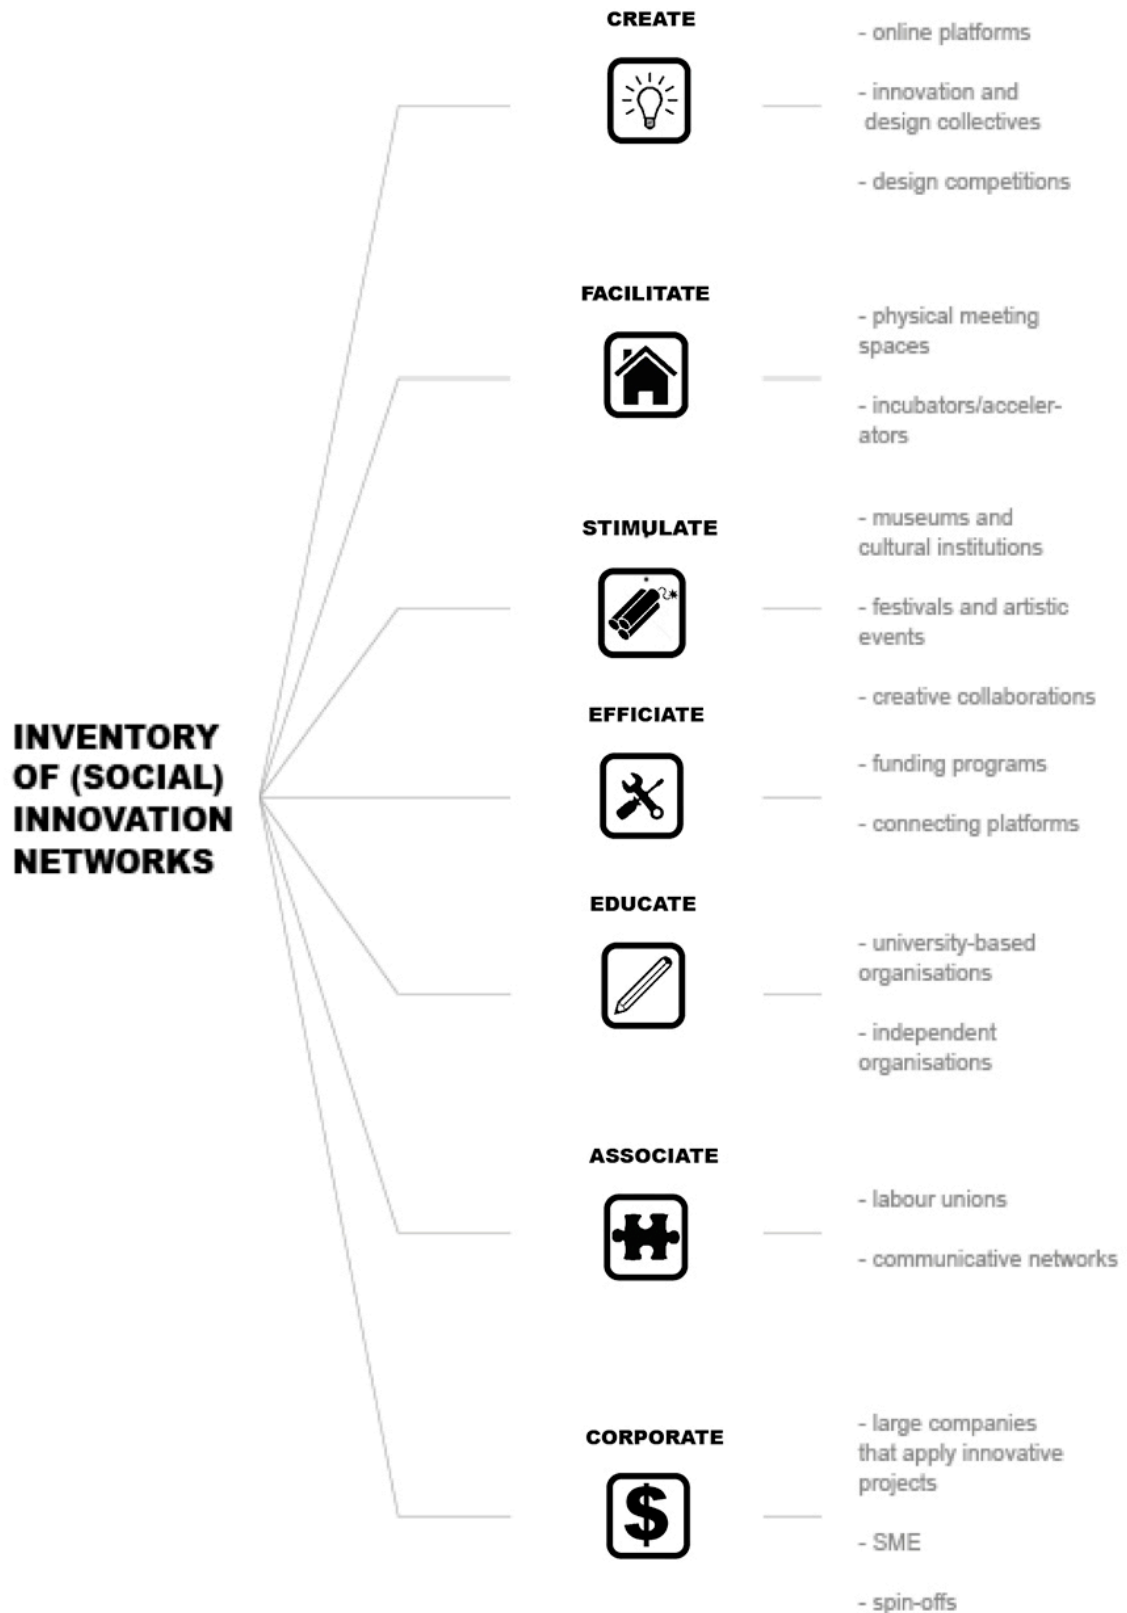 INVENTORY
OF (SOCIAL)
INNOVATION
NETWORKS
CREATE
- online platforms
- innovation and
design collectives
- design competitions
FACILITATE
- physical meeting
spaces
- incubators/acceler-
ators
STIMULATE
- museums and
cultural institutions
- festivals and artistic
events
- creative collaborations
EFFICIATE
- funding programs
- connecting platforms
EDUCATE
- university-based
organisations
- independent
organisations
ASSOCIATE
- labour unions
- communicative networks
CORPORATE
$
- large companies
that apply innovative
projects
- SME
- spin-offs